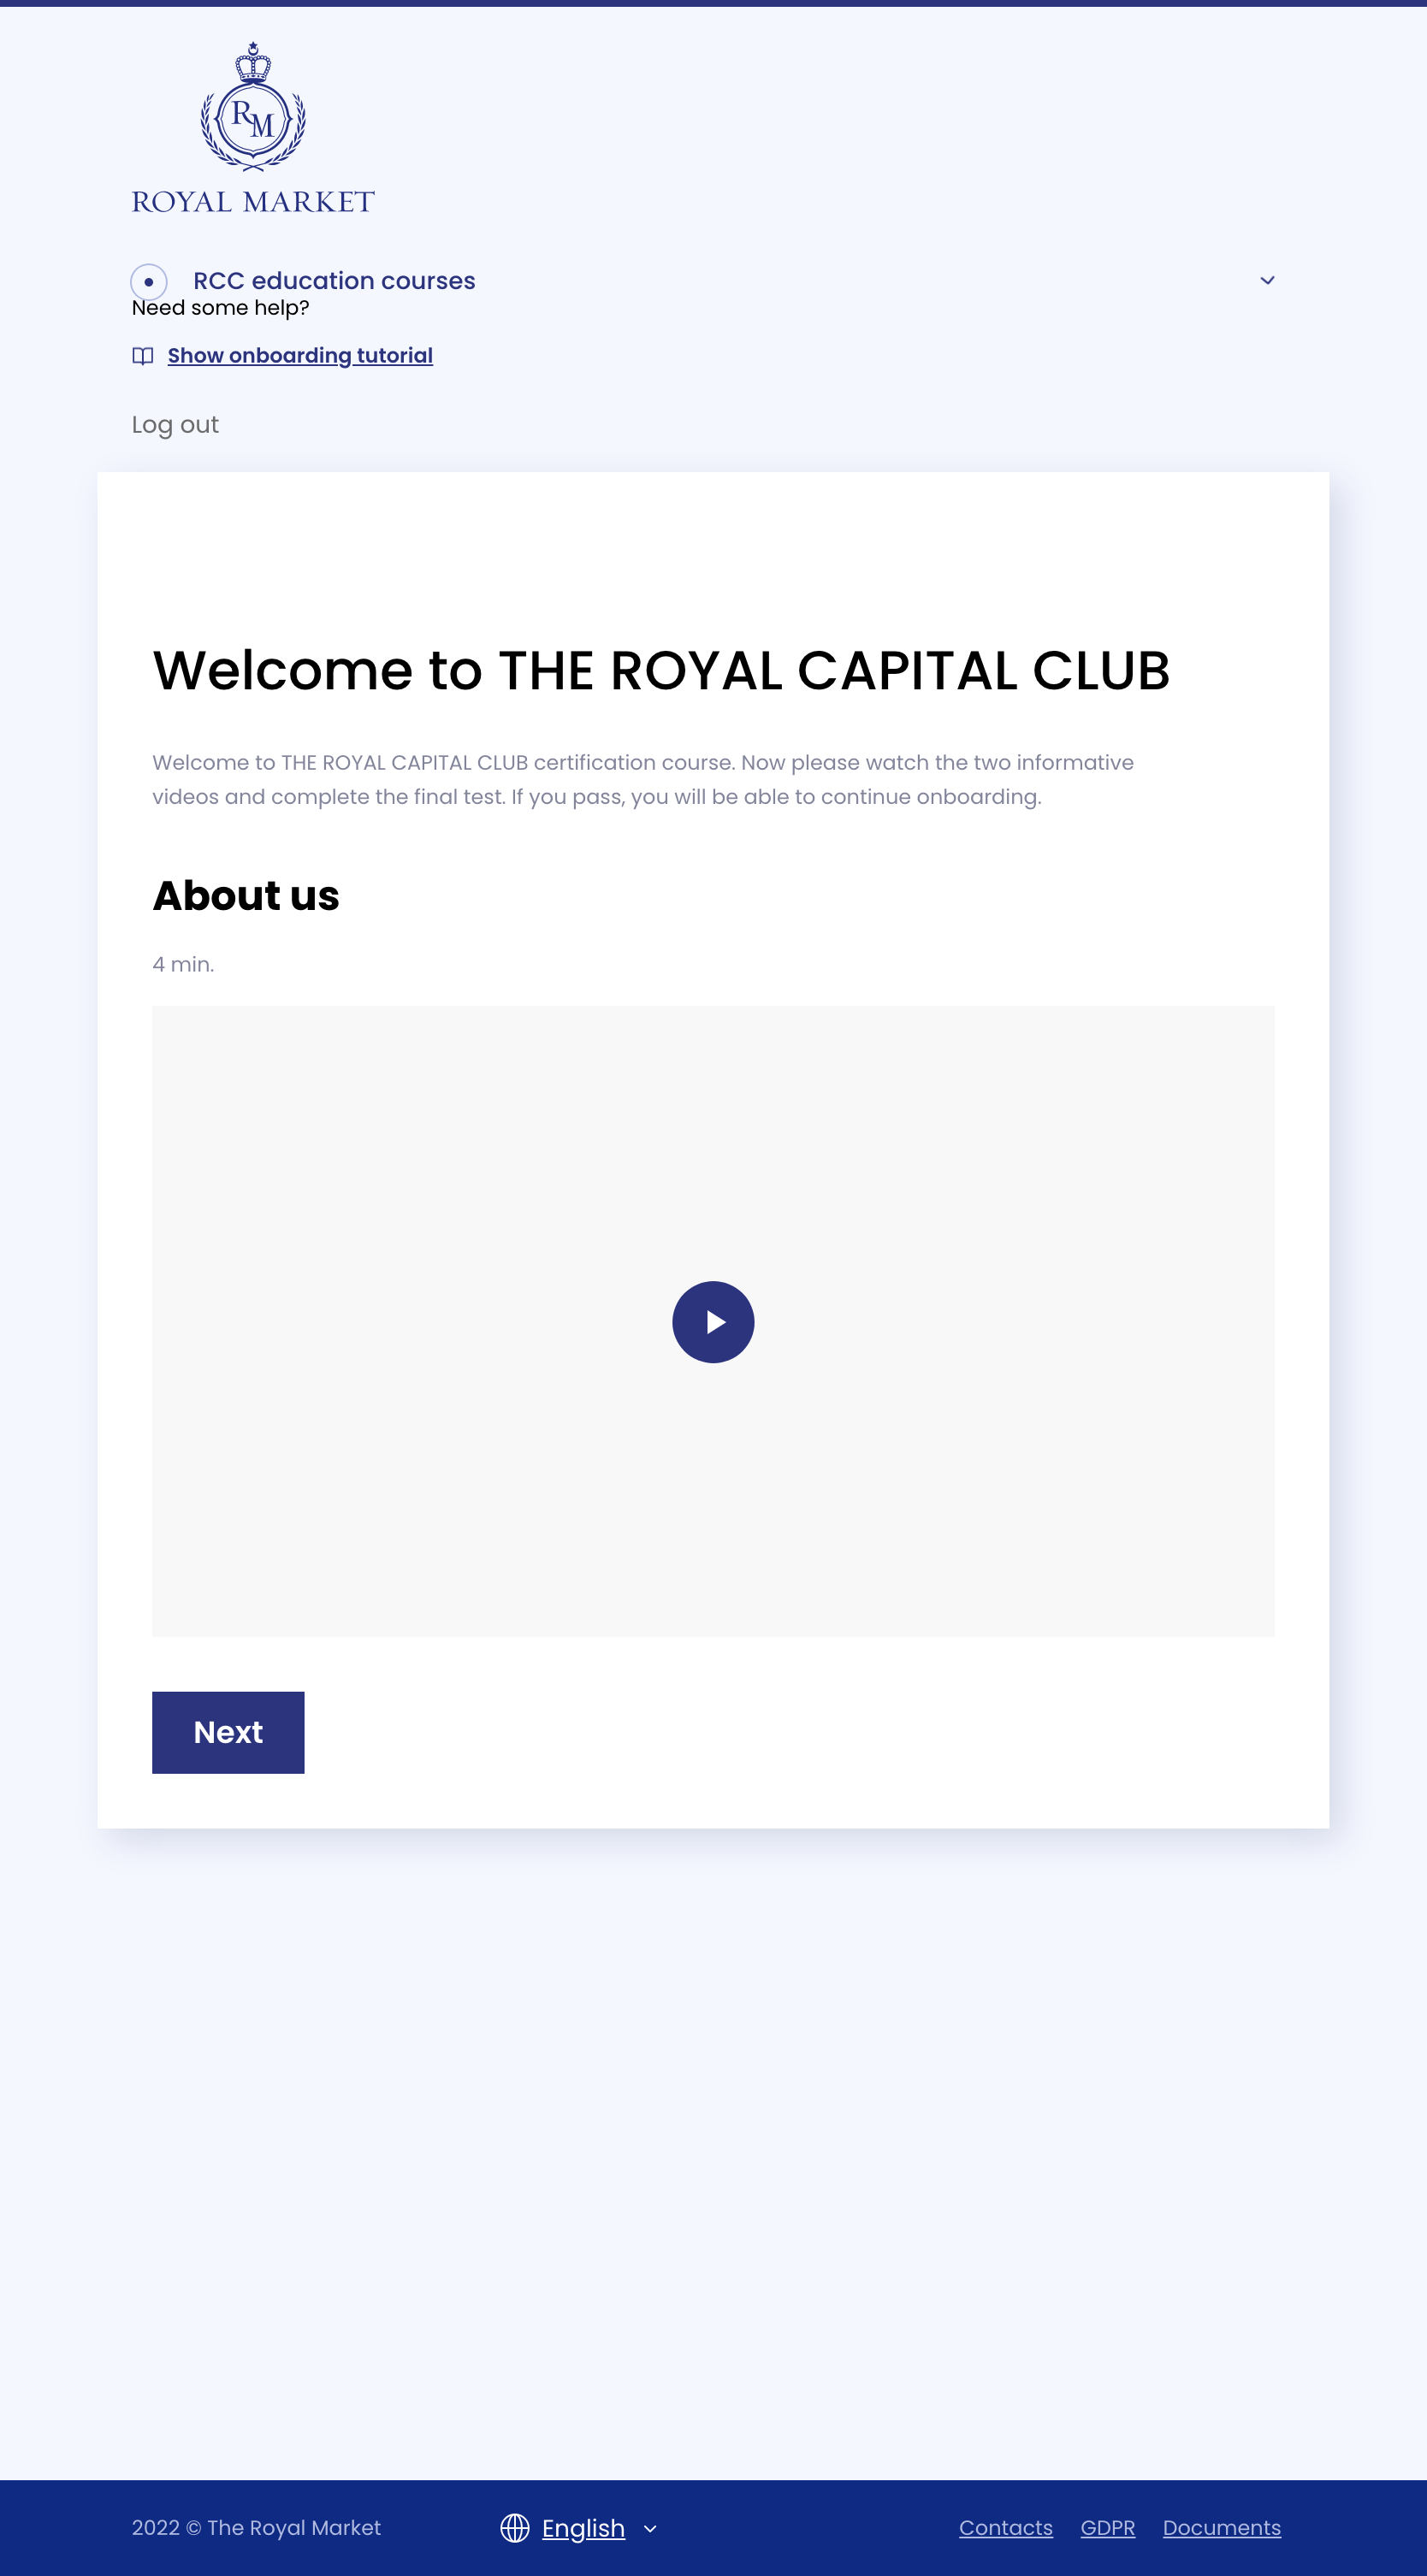 RM
ROYAL MARKET
RCC education courses
Need some help?
Show onboarding tutorial
Log out
Welcome to THE ROYAL CAPITAL CLUB
Welcome to THE ROYAL CAPITAL CLUB certification course. Now please watch the two informative
videos and complete the final test. If you pass, you will be able to continue onboarding.
About us
4 min.
Next
2022 © The Royal Market
English
Contacts GDPR Documents